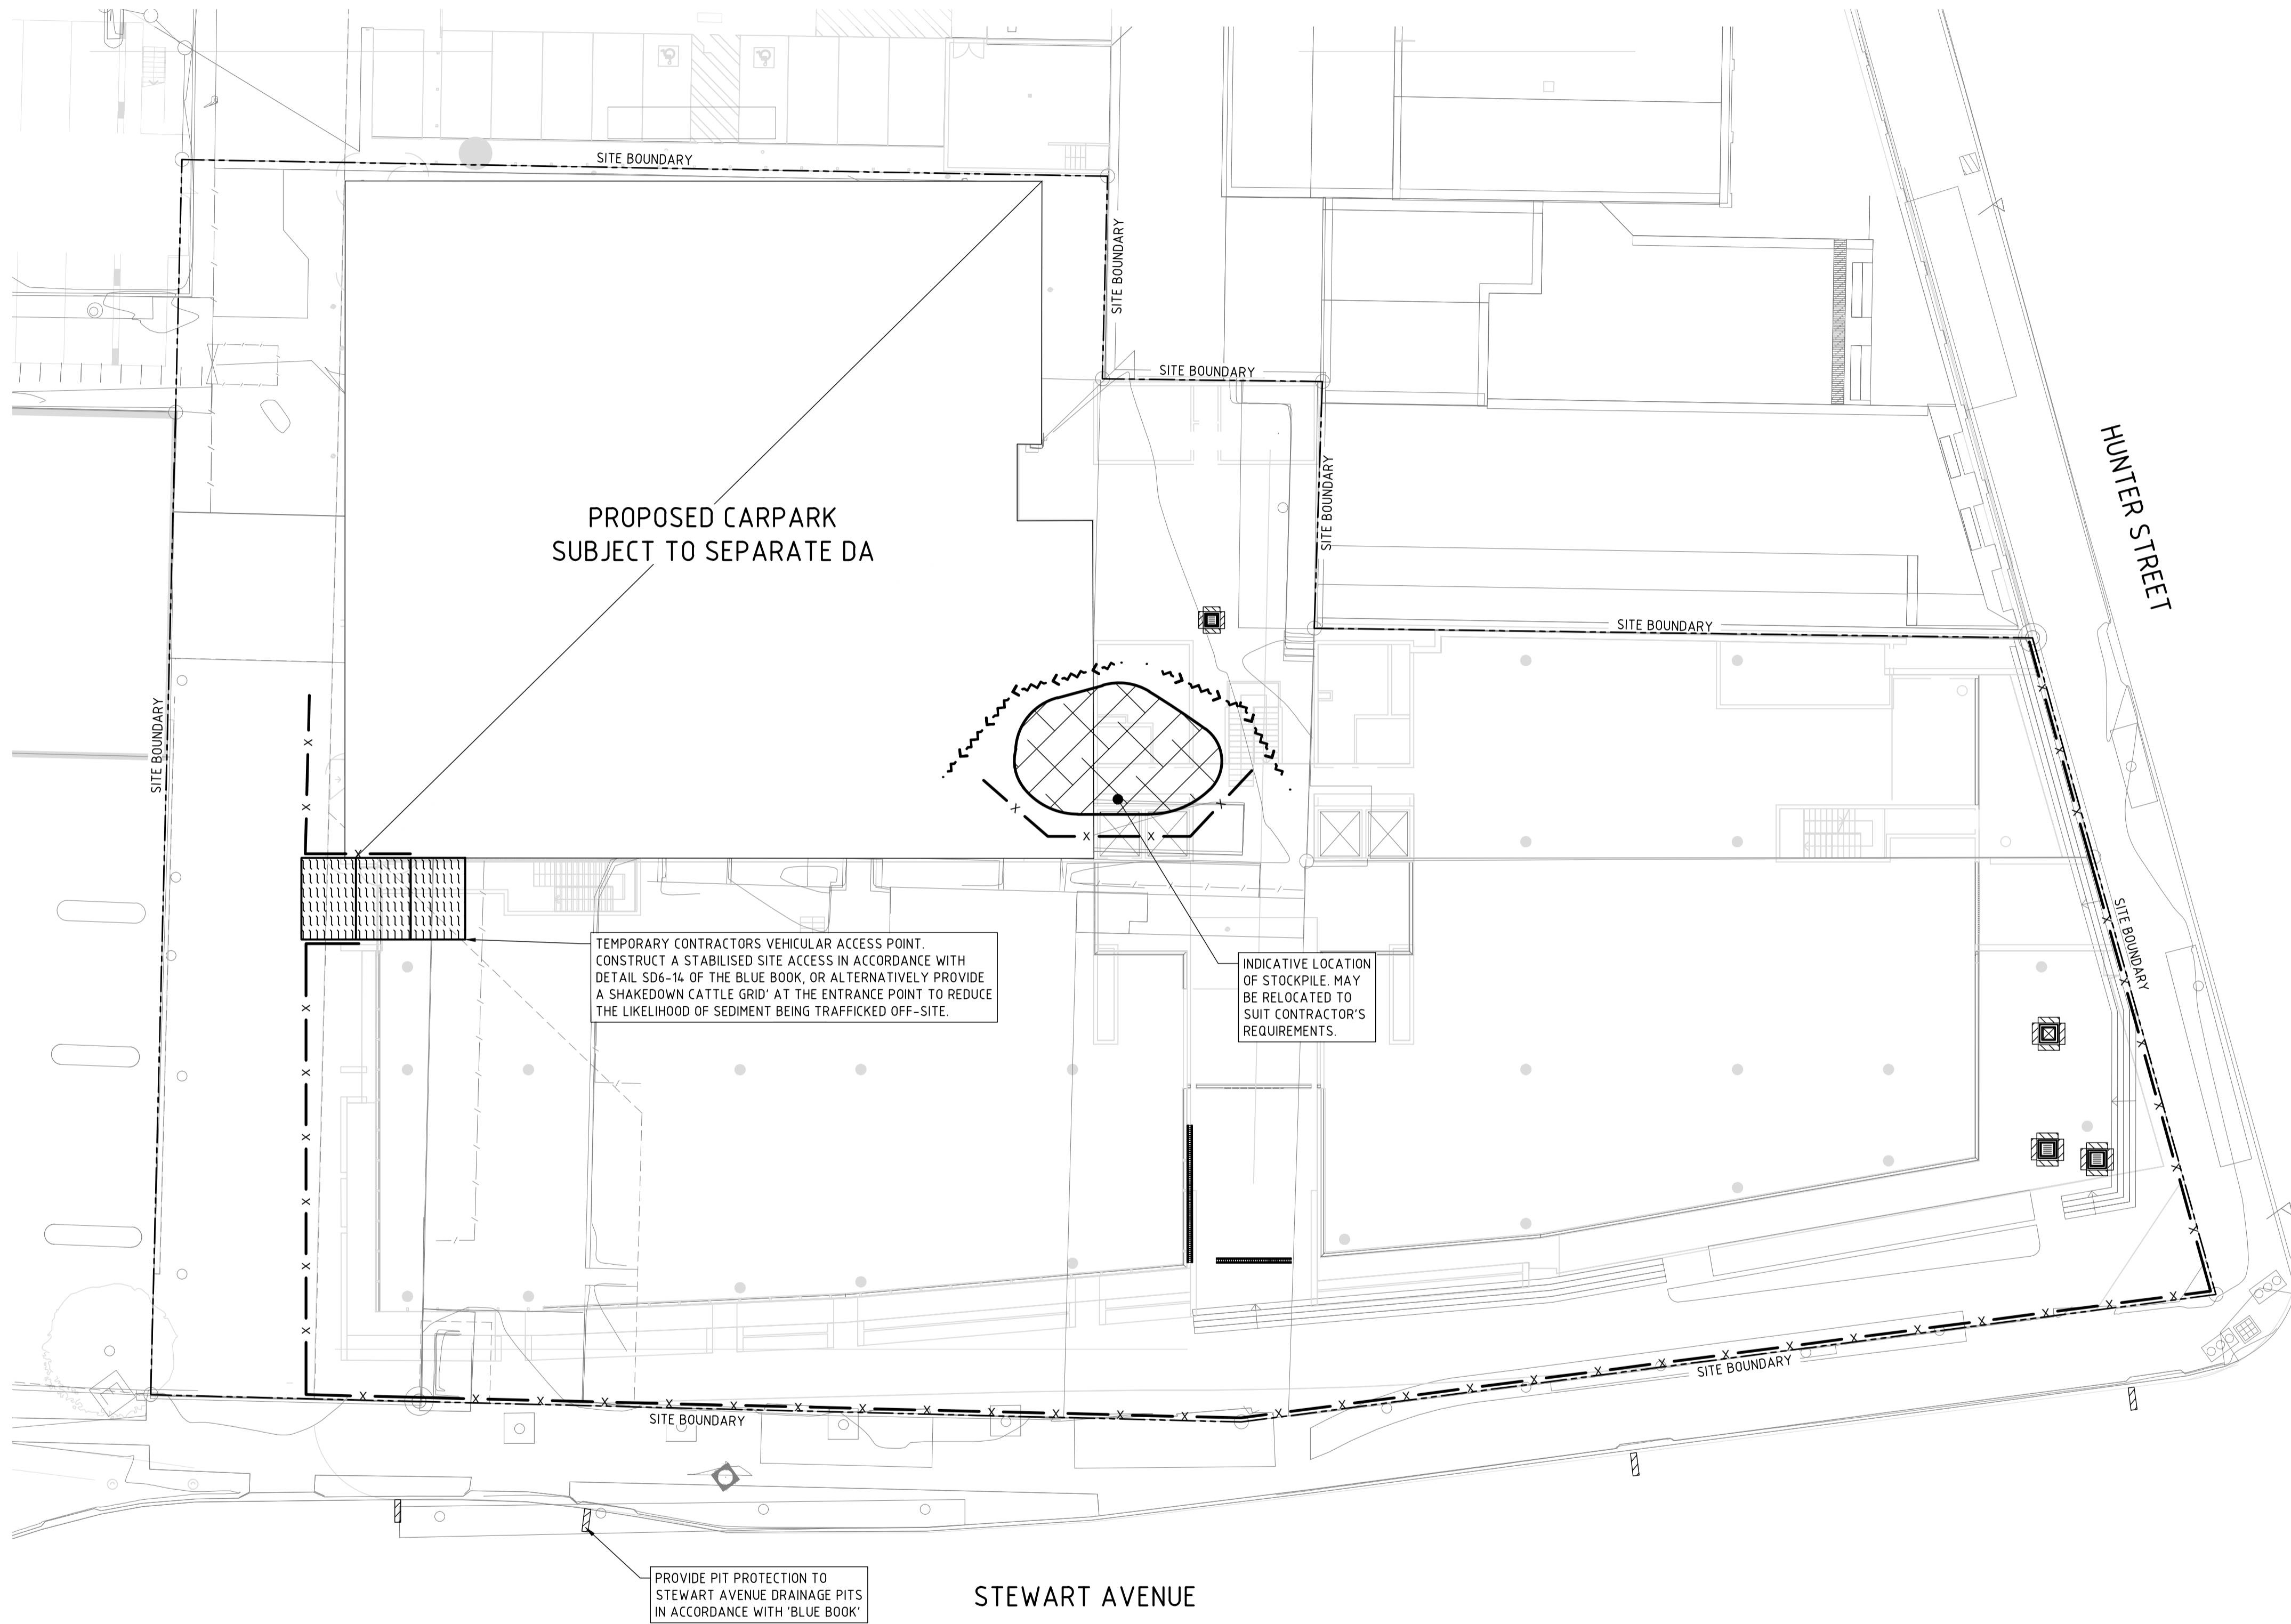 SITE BOUNDARY
SITE BOUNDARY
SITE BOUNDARY
HUNTER STREET
SITE BOUNDARY
PROPOSED CARPARK
SUBJECT TO SEPARATE DA
SITE BOUNDARY
SITE BOUNDARY
SITE BOUNDARY
TEMPORARY CONTRACTORS VEHICULAR ACCESS POINT.
CONSTRUCT A STABILISED SITE ACCESS IN ACCORDANCE WITH
DETAIL SD6-14 OF THE BLUE BOOK, OR ALTERNATIVELY PROVIDE
A SHAKEDOWN CATTLE GRID' AT THE ENTRANCE POINT TO REDUCE
THE LIKELIHOOD OF SEDIMENT BEING TRAFFICKED OFF-SITE.
INDICATIVE LOCATION
OF STOCKPILE. MAY
BE RELOCATED TO
SUIT CONTRACTOR'S
REQUIREMENTS.
SITE BOUNDARY
SITE BOUNDARY
PROVIDE PIT PROTECTION TO
STEWART AVENUE DRAINAGE PITS
IN ACCORDANCE WITH 'BLUE BOOK'
STEWART AVENUE